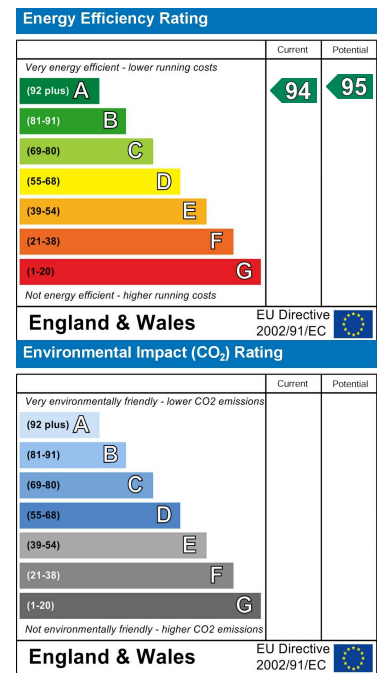 Energy Efficiency Rating
Current Potential
Very energy efficient - lower running costs
(92 plus) A 94 95
(81-91) B
(69-80) C
(55-68) D
(39-54) E
(21-38) F
(1-20) G
Not energy efficient - higher running costs
England & Wales EU Directive 2002/91/EC
Environmental Impact (CO₂) Rating
Current Potential
Very environmentally friendly - lower CO2 emissions
(92 plus) A
(81-91) B
(69-80) C
(55-68) D
(39-54) E
(21-38) F
(1-20) G
Not environmentally friendly - higher CO2 emissions
England & Wales EU Directive 2002/91/EC